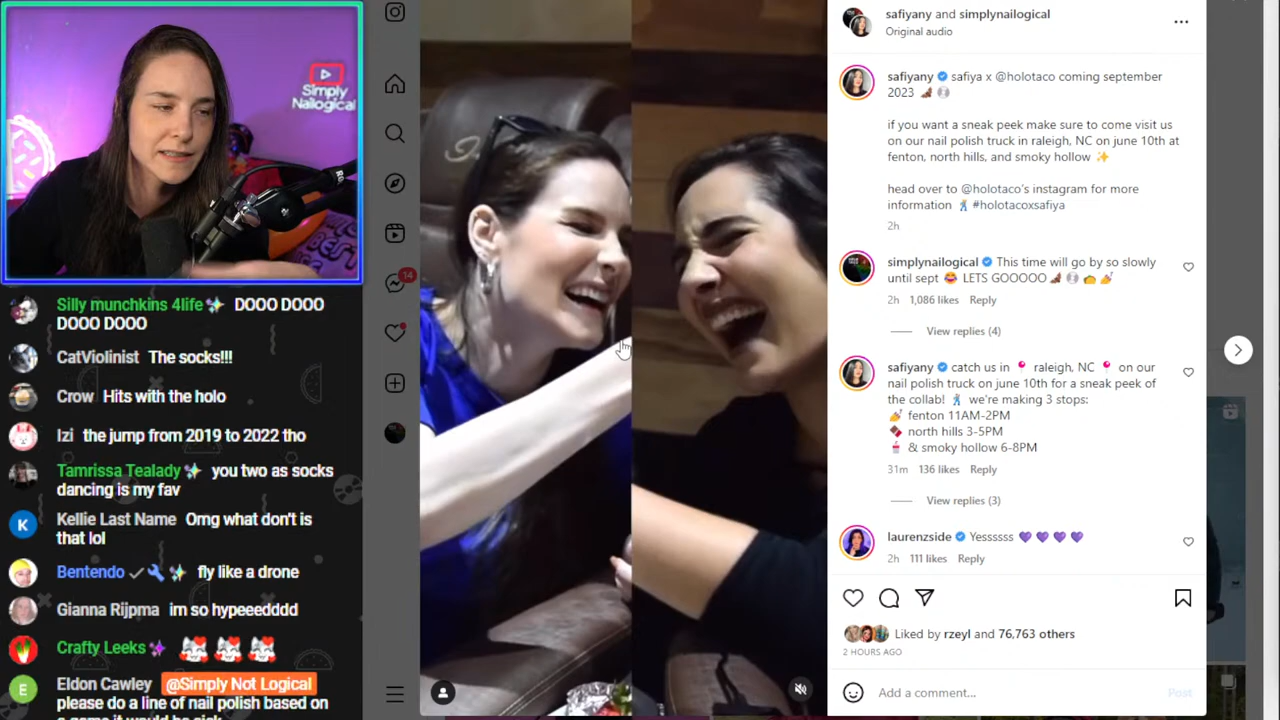 Simply
Nailogical
Silly munchkins 4life DOOO DOOO
DOOO DOOO
CatViolinist The socks!!!
Crow Hits with the holo
Izi the jump from 2019 to 2022 tho
Tamrissa Tealady you two as socks
dancing is my fav
K
Kellie Last Name Omg what don't is
that lol
Bentendo fly like a drone
Gianna Rijpma im so hypeeedddd
Crafty Leeks
E
Eldon Cawley @Simply Not Logical
please do a line of nail polish based on
14
safiyany and simplynailogical
Original audio
safiyany safiya x @holotaco coming september
2023
if you want a sneak peek make sure to come visit us
on our nail polish truck in raleigh, NC on june 10th at
fenton, north hills, and smoky hollow ✨
head over to @holotaco's instagram for more
information #holotacoxsafiya
2h
simplynailogical This time will go by so slowly
until sept 😂 LETS GOOOOO 🌮 💅
2h 1,086 likes Reply
View replies (4)
safiyany catch us in 📍 raleigh, NC 📍 on our
nail polish truck on june 10th for a sneak peek of
the collab! we're making 3 stops:
💅 fenton 11AM-2PM
🍫 north hills 3-5PM
& smoky hollow 6-8PM
31m 136 likes Reply
View replies (3)
laurenzside Yessssss 💜 💜 💜 💜
2h 111 likes Reply
Liked by rzeyl and 76,763 others
2 HOURS AGO
Add a comment...
Post